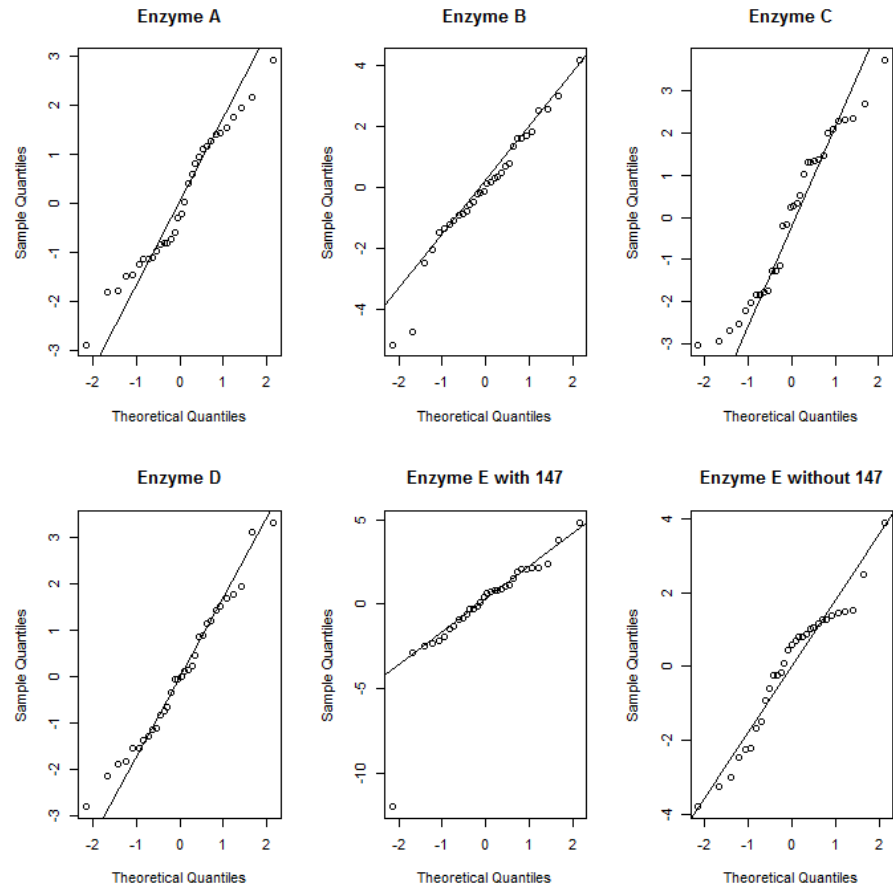 Enzyme A
Enzyme B
Enzyme C
3
2
1
0
-1
-2
-3
Sample Quantiles
-2 -1 0 1 2
Theoretical Quantiles
4
2
0
-2
-4
Sample Quantiles
-2 -1 0 1 2
Theoretical Quantiles
3
2
1
0
-1
-2
-3
Sample Quantiles
-2 -1 0 1 2
Theoretical Quantiles
Enzyme D
Enzyme E with 147
Enzyme E without 147
3
2
1
0
-1
-2
-3
Sample Quantiles
-2 -1 0 1 2
Theoretical Quantiles
5
0
-5
-10
Sample Quantiles
-2 -1 0 1 2
Theoretical Quantiles
4
2
0
-2
-4
Sample Quantiles
-2 -1 0 1 2
Theoretical Quantiles